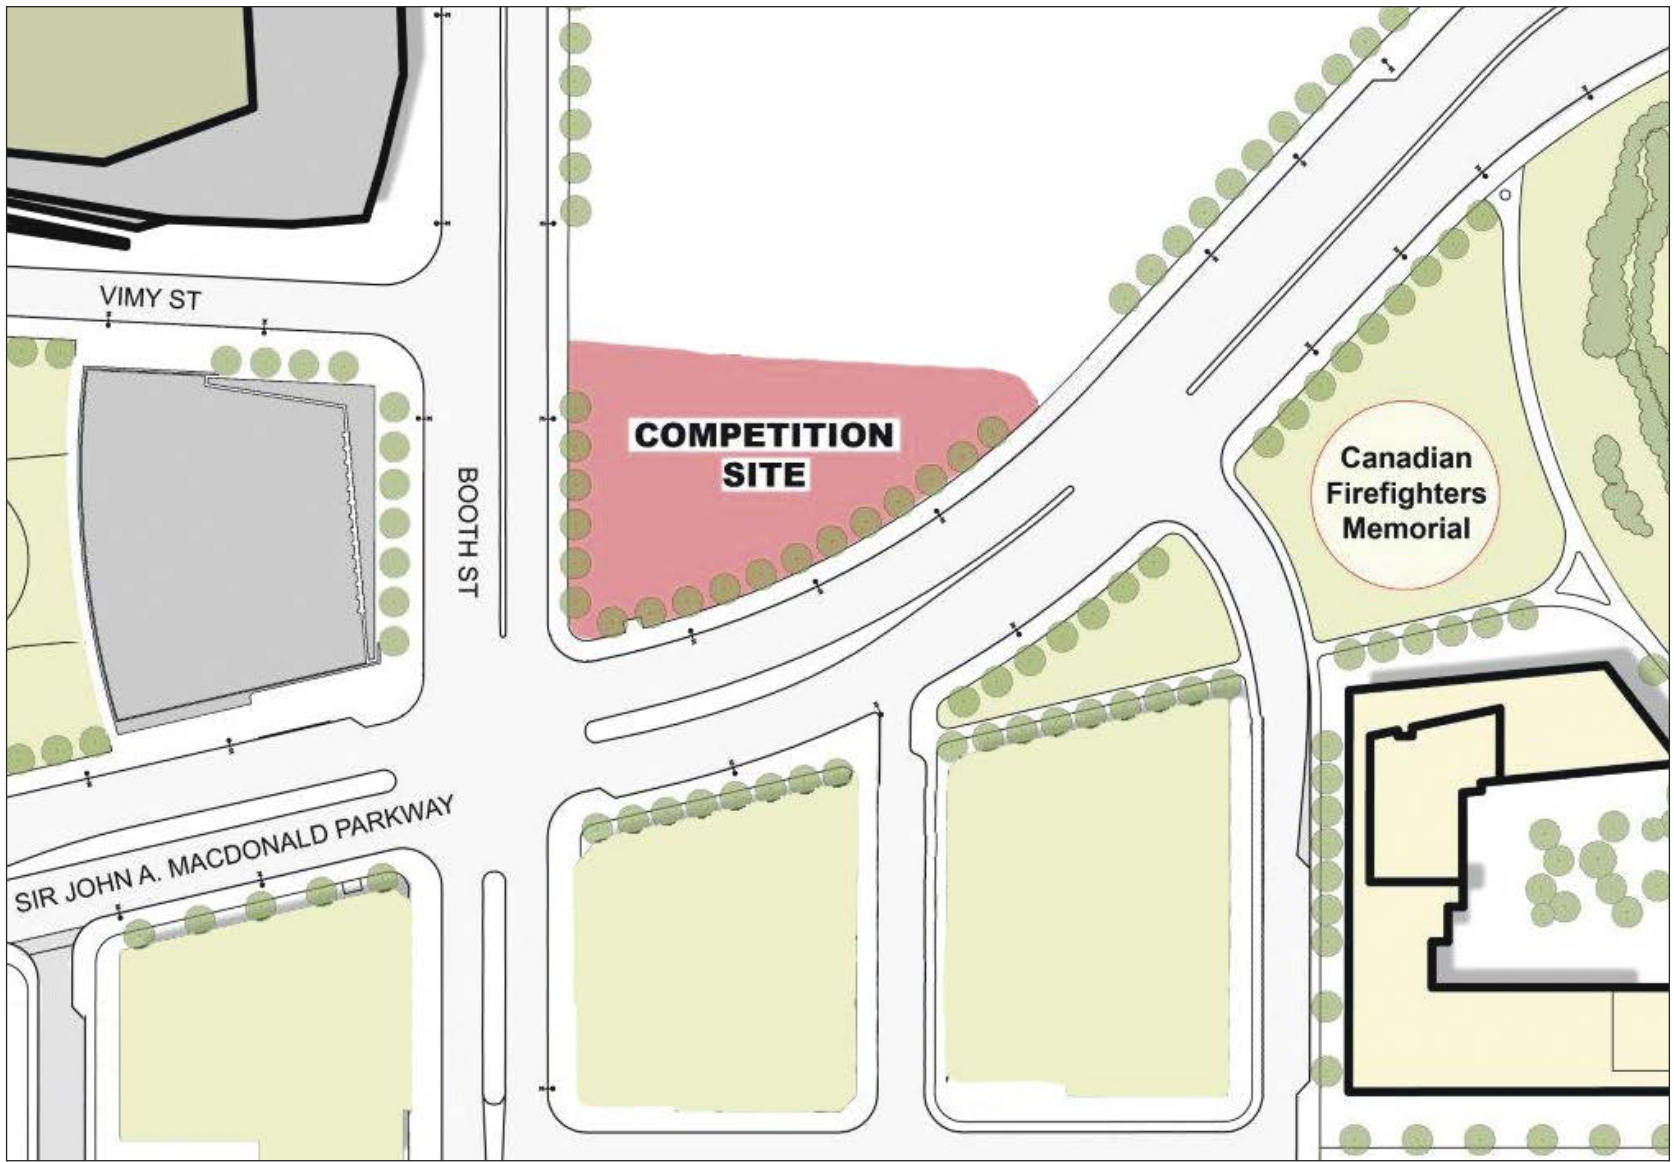 VIMY ST
COMPETITION
SITE
Canadian
Firefighters
Memorial
BOOTH ST
SIR JOHN A. MACDONALD PARKWAY